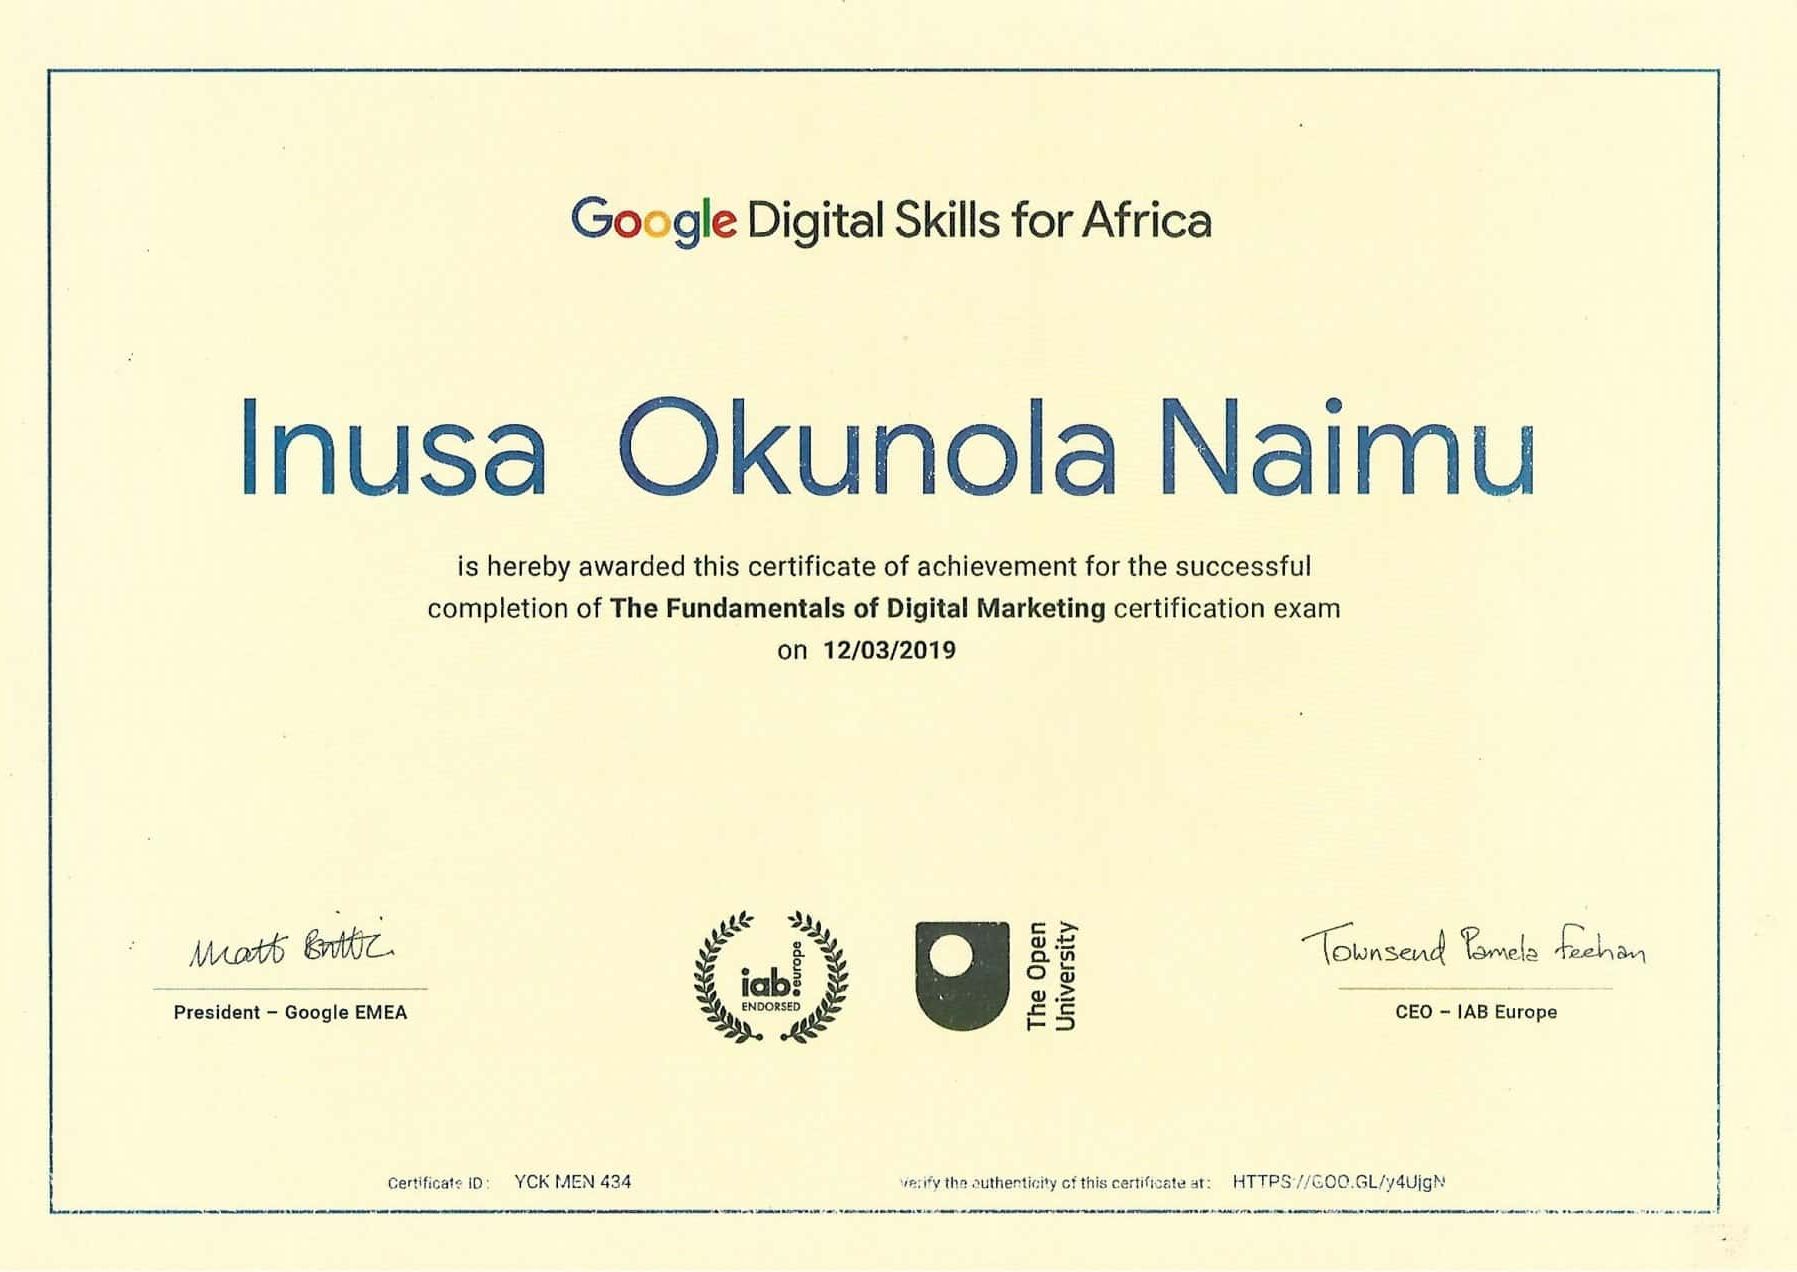 Google Digital Skills for Africa
Inusa Okunola Naimu
is hereby awarded this certificate of achievement for the successful
completion of The Fundamentals of Digital Marketing certification exam
on 12/03/2019
Matt Brittin
President – Google EMEA
iab europe
ENDORSED
The Open
University
Townsend Pamela Feehan
CEO – IAB Europe
Certificate ID: YCK MEN 434
Verify the authenticity of this certificate at: HTTPS://GOO.GL/y4UjgN